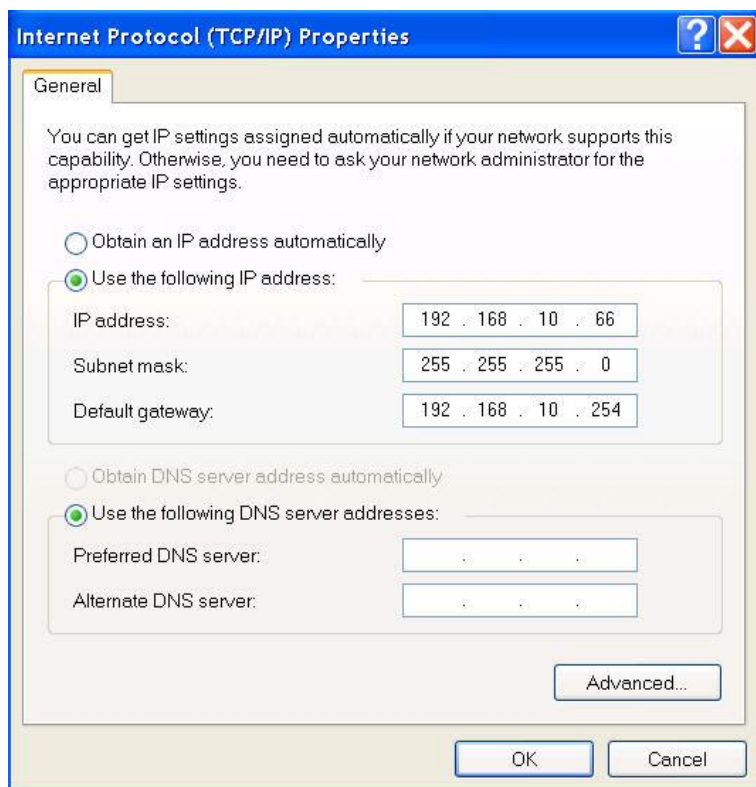 Internet Protocol (TCP/IP) Properties
General
You can get IP settings assigned automatically if your network supports this
capability. Otherwise, you need to ask your network administrator for the
appropriate IP settings.
Obtain an IP address automatically
Use the following IP address:
IP address: 192 . 168 . 10 . 66
Subnet mask: 255 . 255 . 255 . 0
Default gateway: 192 . 168 . 10 . 254
Obtain DNS server address automatically
Use the following DNS server addresses:
Preferred DNS server: . . .
Alternate DNS server: . . .
Advanced...
OK Cancel